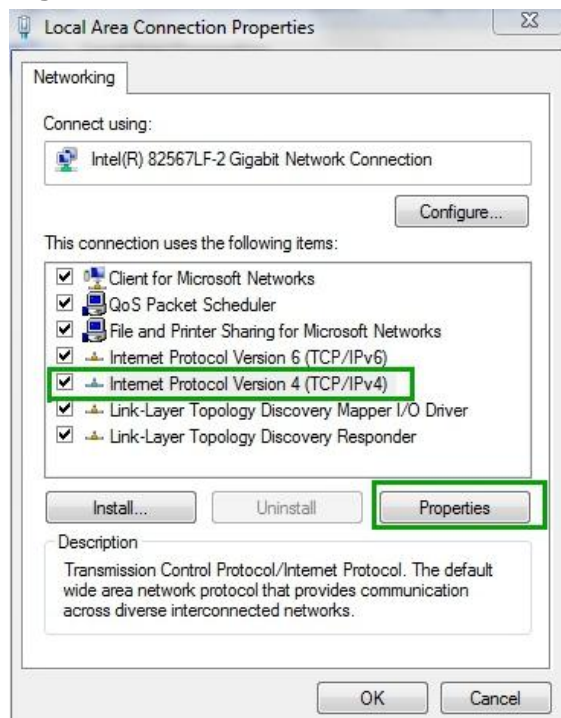 Local Area Connection Properties
Networking
Connect using:
Intel(R) 82567LF-2 Gigabit Network Connection
Configure...
This connection uses the following items:
Client for Microsoft Networks
QoS Packet Scheduler
File and Printer Sharing for Microsoft Networks
Internet Protocol Version 6 (TCP/IPv6)
Internet Protocol Version 4 (TCP/IPv4)
Link-Layer Topology Discovery Mapper I/O Driver
Link-Layer Topology Discovery Responder
Install... Uninstall Properties
Description
Transmission Control Protocol/Internet Protocol. The default
wide area network protocol that provides communication
across diverse interconnected networks.
OK Cancel